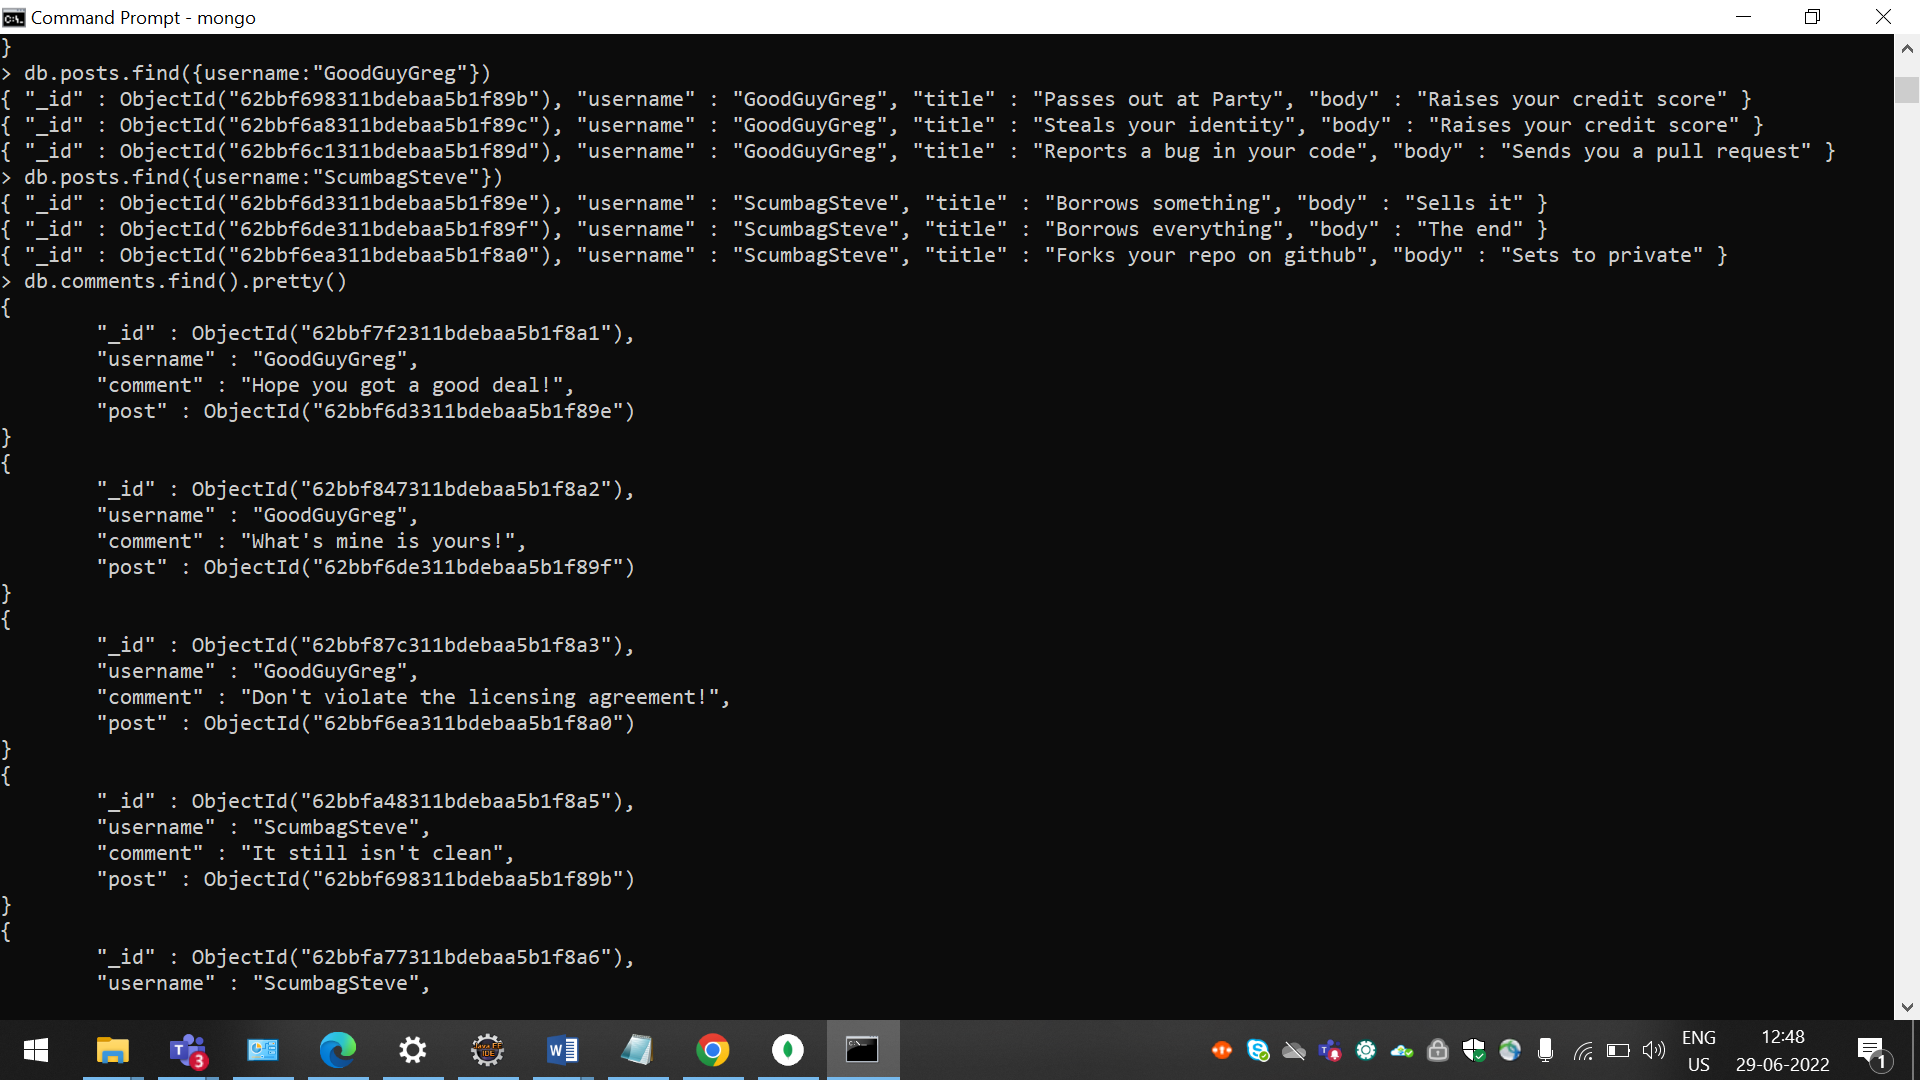 Command Prompt - mongo
}
> db.posts.find({username:"GoodGuyGreg"})
{ "_id" : ObjectId("62bbf698311bdebaa5b1f89b"), "username" : "GoodGuyGreg", "title" : "Passes out at Party", "body" : "Raises your credit score" }
{ "_id" : ObjectId("62bbf6a8311bdebaa5b1f89c"), "username" : "GoodGuyGreg", "title" : "Steals your identity", "body" : "Raises your credit score" }
{ "_id" : ObjectId("62bbf6c1311bdebaa5b1f89d"), "username" : "GoodGuyGreg", "title" : "Reports a bug in your code", "body" : "Sends you a pull request" }
> db.posts.find({username:"ScumbagSteve"})
{ "_id" : ObjectId("62bbf6d3311bdebaa5b1f89e"), "username" : "ScumbagSteve", "title" : "Borrows something", "body" : "Sells it" }
{ "_id" : ObjectId("62bbf6de311bdebaa5b1f89f"), "username" : "ScumbagSteve", "title" : "Borrows everything", "body" : "The end" }
{ "_id" : ObjectId("62bbf6ea311bdebaa5b1f8a0"), "username" : "ScumbagSteve", "title" : "Forks your repo on github", "body" : "Sets to private" }
> db.comments.find().pretty()
{
"_id" : ObjectId("62bbf7f2311bdebaa5b1f8a1"),
"username" : "GoodGuyGreg",
"comment" : "Hope you got a good deal!",
"post" : ObjectId("62bbf6d3311bdebaa5b1f89e")
}
{
"_id" : ObjectId("62bbf847311bdebaa5b1f8a2"),
"username" : "GoodGuyGreg",
"comment" : "What's mine is yours!",
"post" : ObjectId("62bbf6de311bdebaa5b1f89f")
}
{
"_id" : ObjectId("62bbf87c311bdebaa5b1f8a3"),
"username" : "GoodGuyGreg",
"comment" : "Don't violate the licensing agreement!",
"post" : ObjectId("62bbf6ea311bdebaa5b1f8a0")
}
{
"_id" : ObjectId("62bbfa48311bdebaa5b1f8a5"),
"username" : "ScumbagSteve",
"comment" : "It still isn't clean",
"post" : ObjectId("62bbf698311bdebaa5b1f89b")
}
{
"_id" : ObjectId("62bbfa77311bdebaa5b1f8a6"),
"username" : "ScumbagSteve",
3
ENG
US
12:48
29-06-2022
1